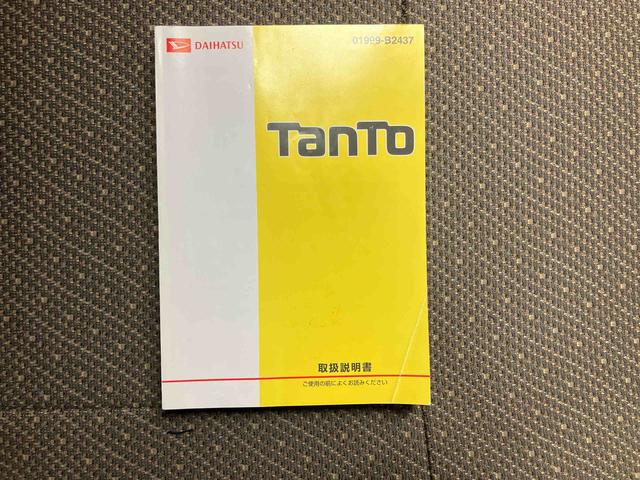 DAIHATSU
01999-B2437
TanTo
取扱説明書
ご使用の前によくお読みください